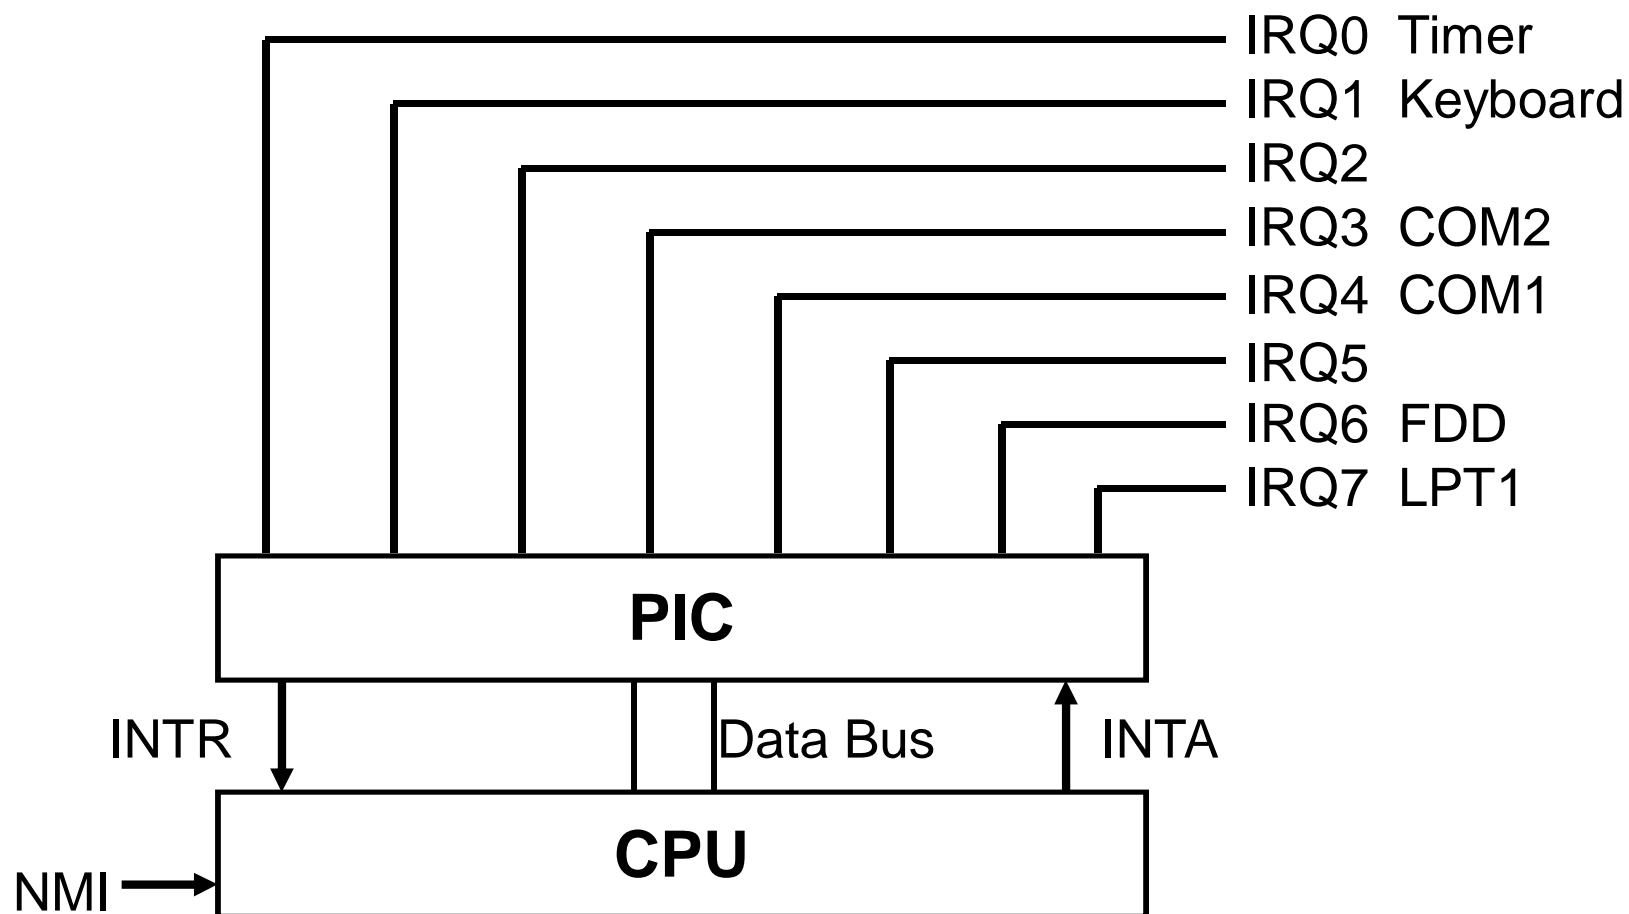 IRQ0 Timer
IRQ1 Keyboard
IRQ2
IRQ3 COM2
IRQ4 COM1
IRQ5
IRQ6 FDD
IRQ7 LPT1
PIC
INTR
Data Bus
INTA
CPU
NMI